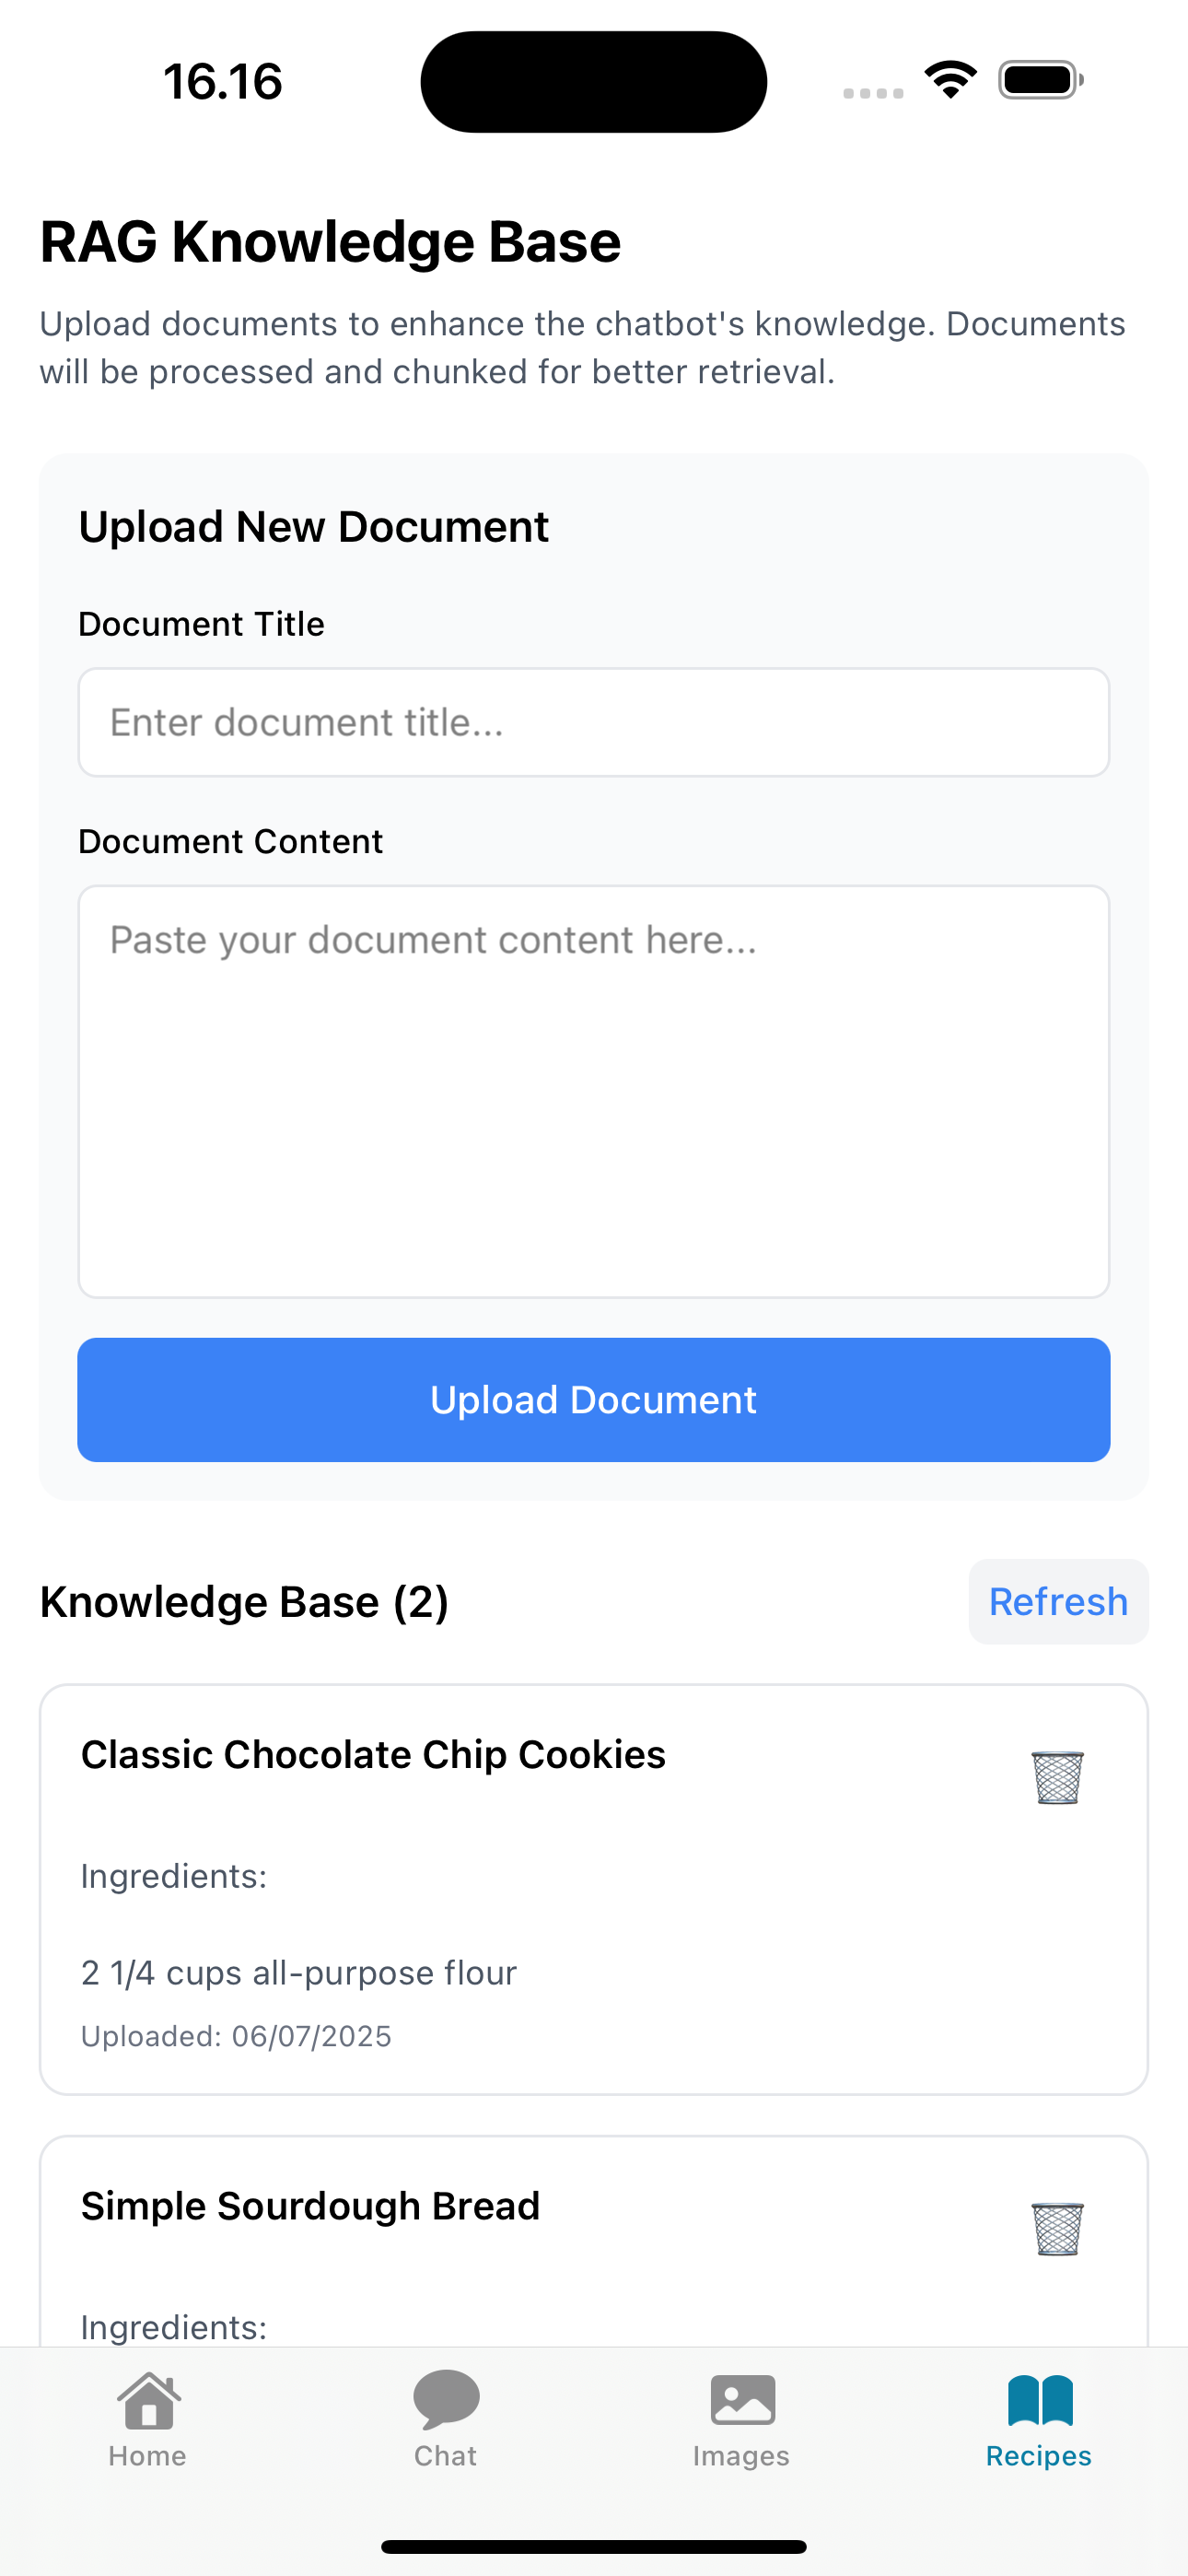 16.16
RAG Knowledge Base
Upload documents to enhance the chatbot's knowledge. Documents
will be processed and chunked for better retrieval.
Upload New Document
Document Title
Enter document title...
Document Content
Paste your document content here...
Upload Document
Knowledge Base (2)
Refresh
Classic Chocolate Chip Cookies
Ingredients:
2 1/4 cups all-purpose flour
Uploaded: 06/07/2025
Simple Sourdough Bread
Ingredients:
Home
Chat
Images
Recipes